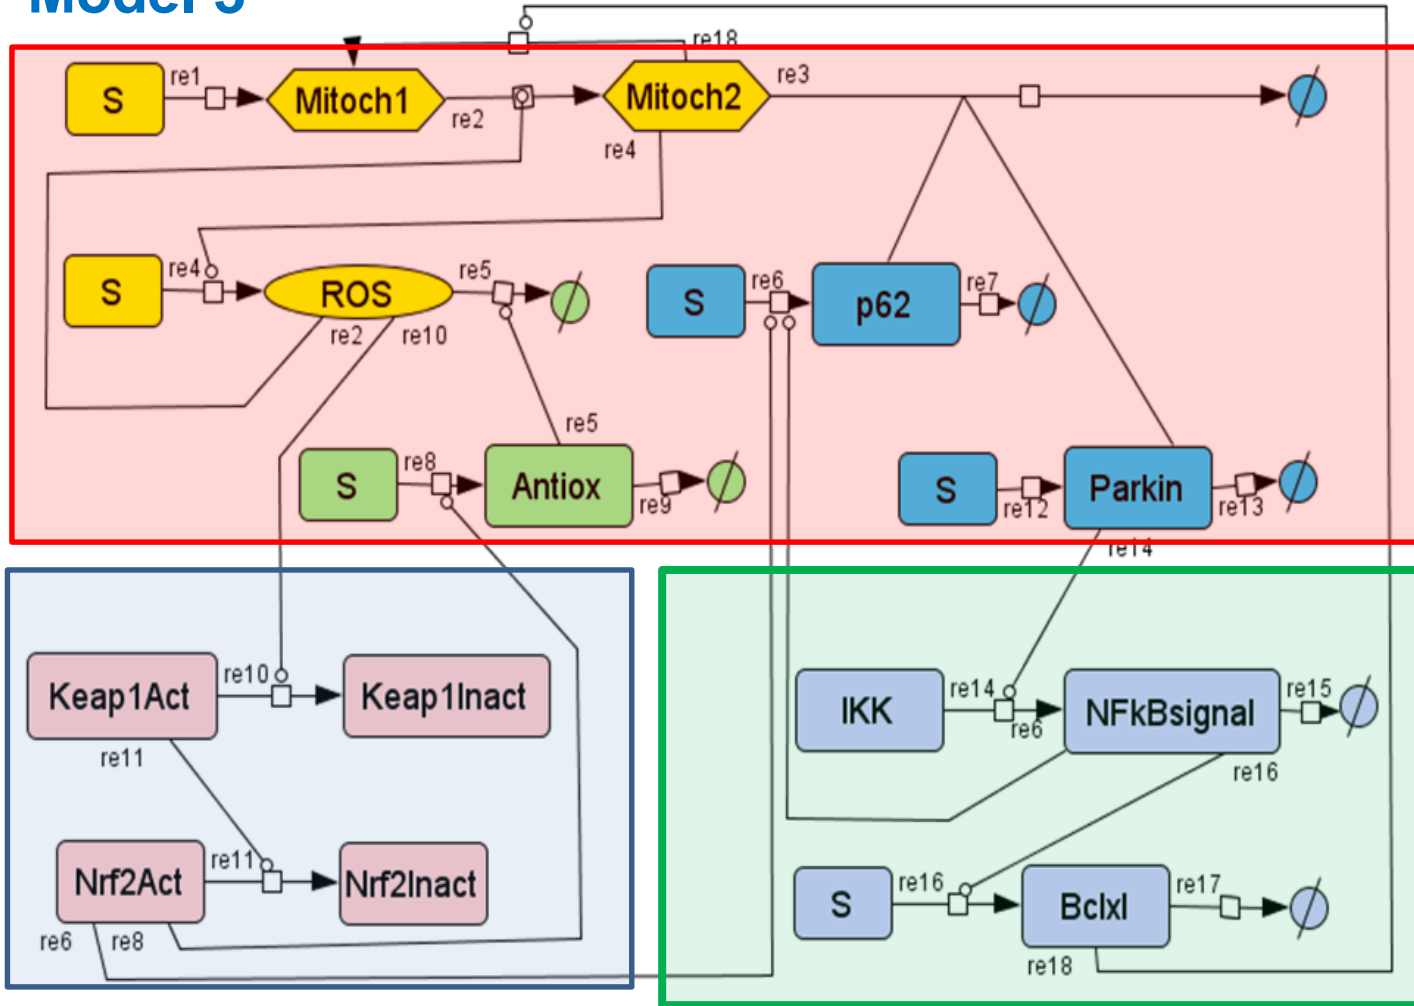 Model 3
re18
S
re1
Mitoch1
re2
Mitoch2
re3
re4
S
re4
ROS
re5
re2
re10
S
re6
p62
re7
re5
S
re8
Antiox
re9
S
re12
Parkin
re13
re14
Keap1Act
re10
Keap1Inact
re11
IKK
re14
re6
NFkBsignal
re15
re16
Nrf2Act
re11
Nrf2Inact
re6
re8
S
re16
Bclxl
re17
re18